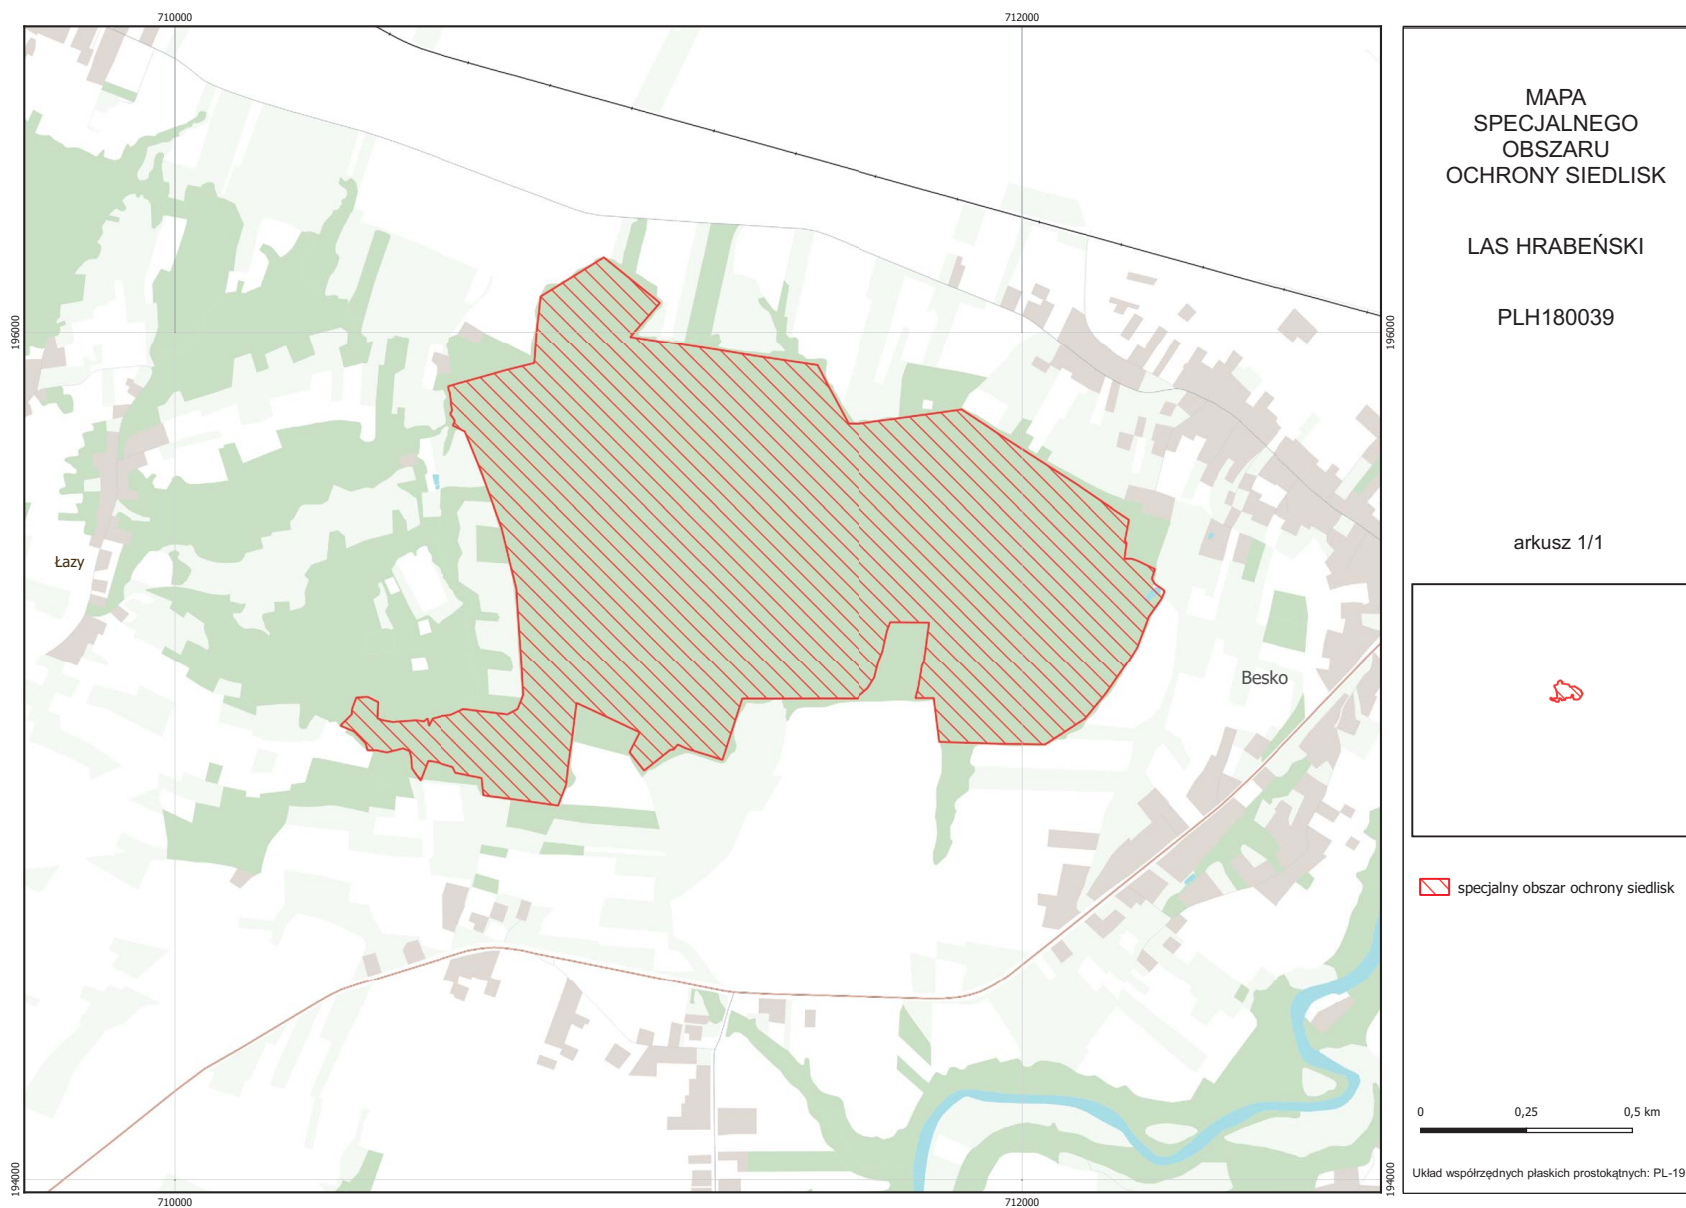 710000
712000
MAPA
SPECJALNEGO
OBSZARU
OCHRONY SIEDLISK
LAS HRABEŃSKI
PLH180039
196000
196000
arkusz 1/1
Łazy
Besko
specjalny obszar ochrony siedlisk
0 0,25 0,5 km
194000
194000
Układ współrzędnych płaskich prostokątnych: PL-19
710000
712000